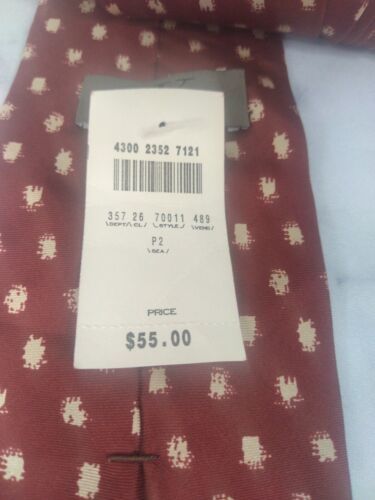 4300 2352 7121
357 26 70011 489
\DEPT/\CL/ \STYLE/ \VEND/
P2
\SEA/
PRICE
$55.00